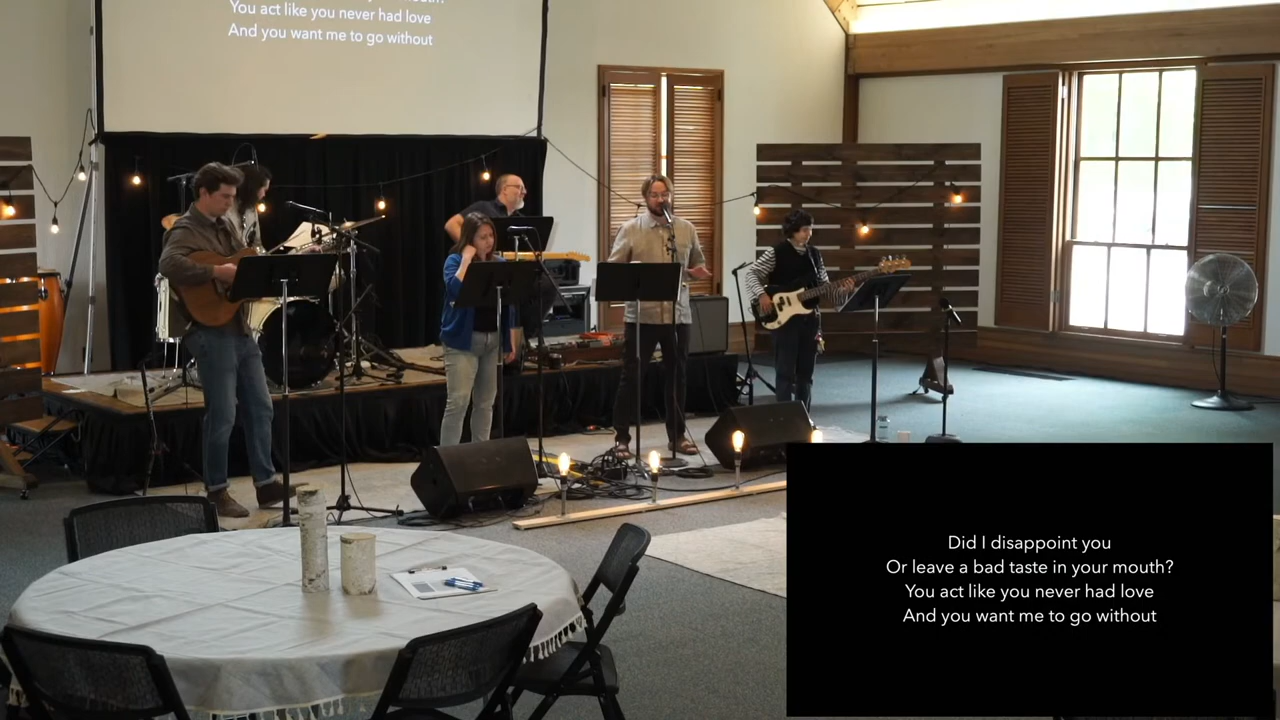 mouth?
You act like you never had love
And you want me to go without
Did I disappoint you
Or leave a bad taste in your mouth?
You act like you never had love
And you want me to go without